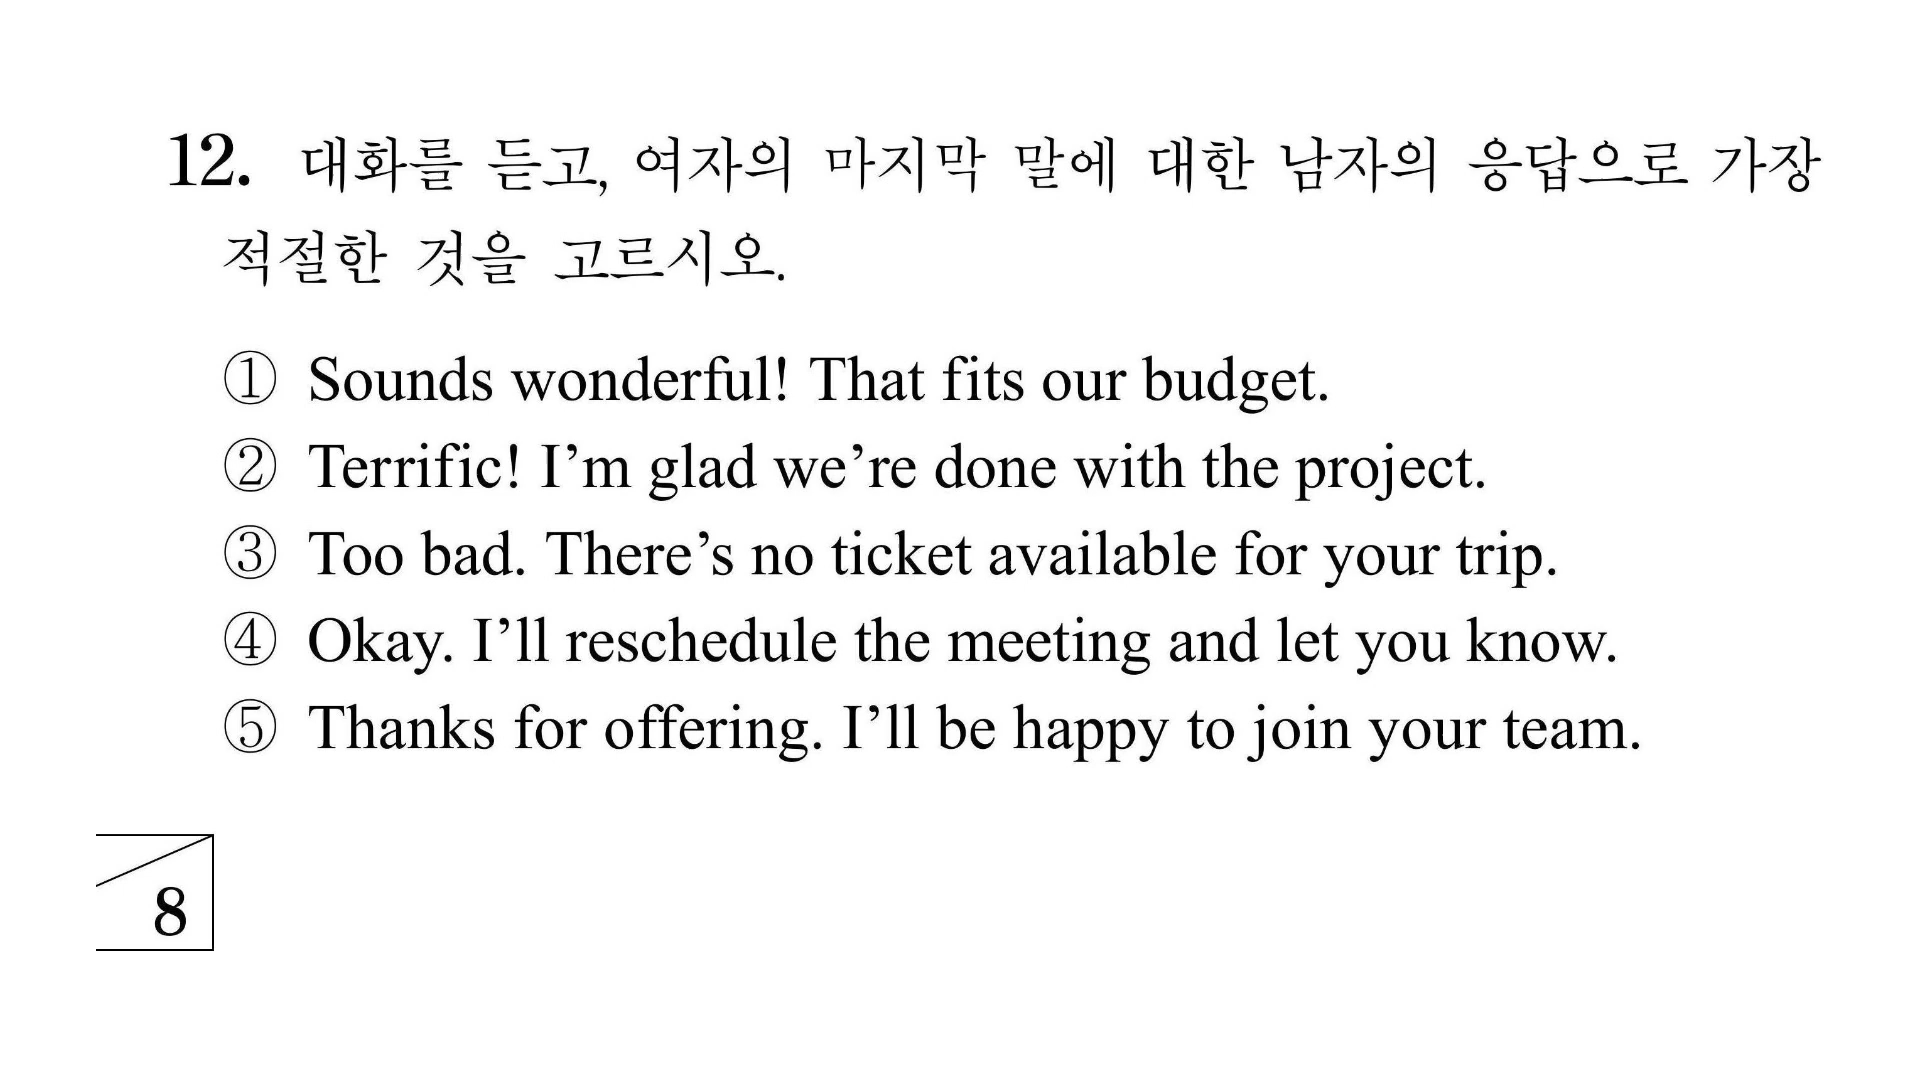 12. 대화를 듣고, 여자의 마지막 말에 대한 남자의 응답으로 가장
적절한 것을 고르시오.
① Sounds wonderful! That fits our budget.
② Terrific! I’m glad we’re done with the project.
③ Too bad. There’s no ticket available for your trip.
④ Okay. I’ll reschedule the meeting and let you know.
⑤ Thanks for offering. I’ll be happy to join your team.
8